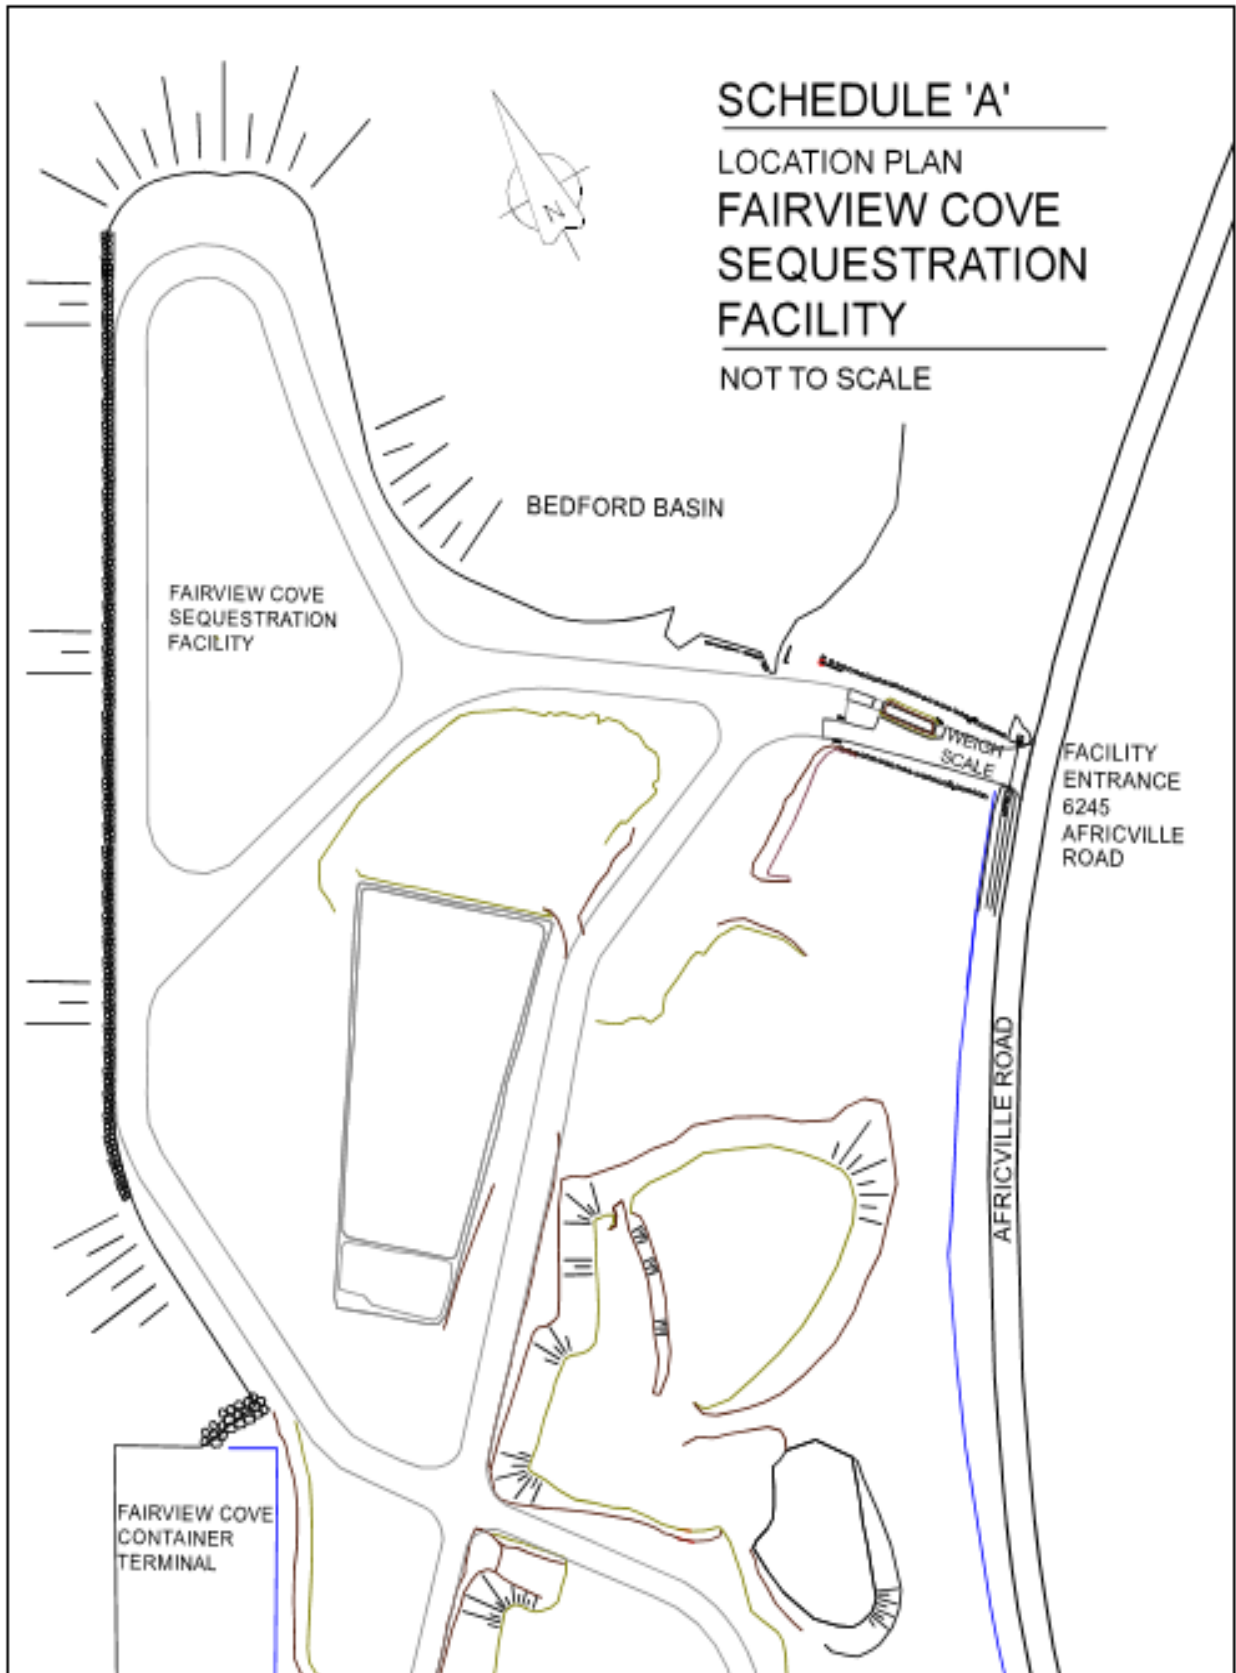 SCHEDULE 'A'
LOCATION PLAN
FAIRVIEW COVE
SEQUESTRATION
FACILITY
NOT TO SCALE
N
BEDFORD BASIN
FAIRVIEW COVE
SEQUESTRATION
FACILITY
WEIGH
SCALE
FACILITY
ENTRANCE
6245
AFRICVILLE
ROAD
AFRICVILLE ROAD
FAIRVIEW COVE
CONTAINER
TERMINAL